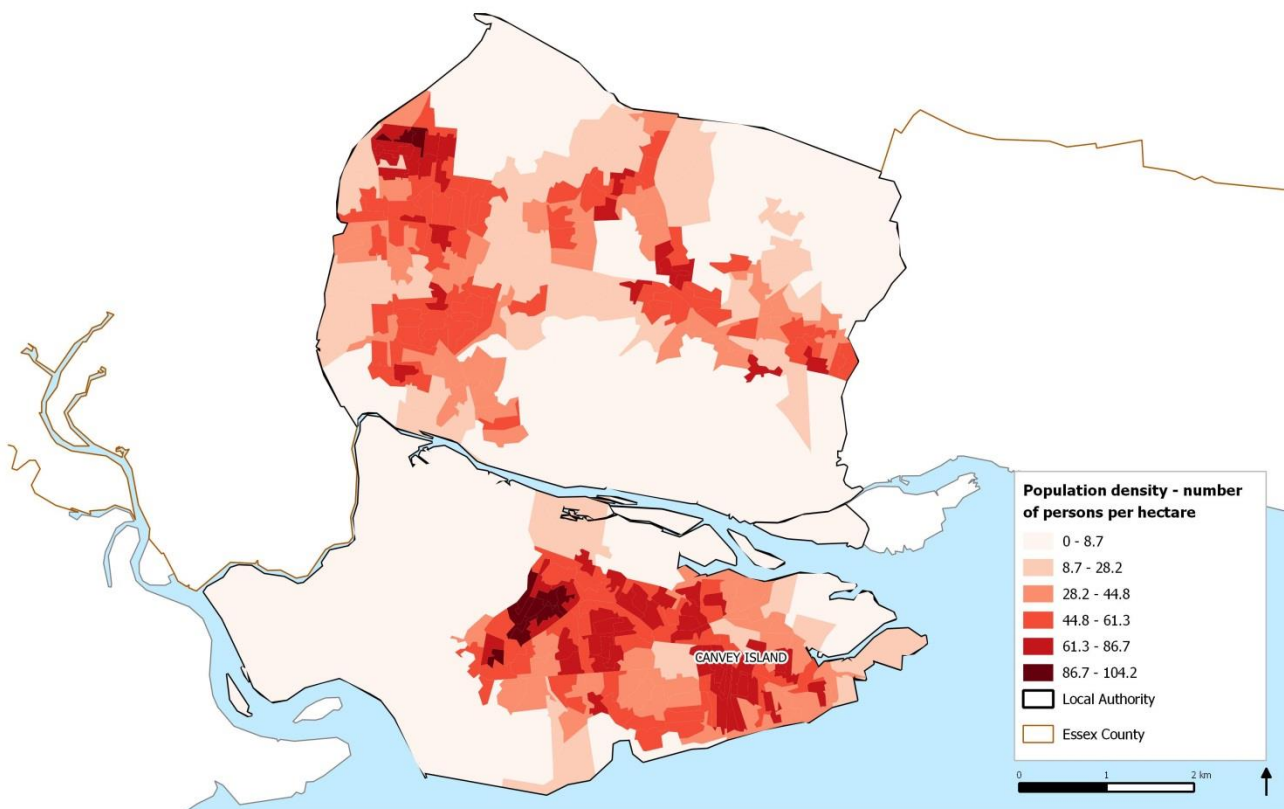 CANVEY ISLAND
Population density - number
of persons per hectare
0 - 8.7
8.7 - 28.2
28.2 - 44.8
44.8 - 61.3
61.3 - 86.7
86.7 - 104.2
Local Authority
Essex County
0 1 2 km